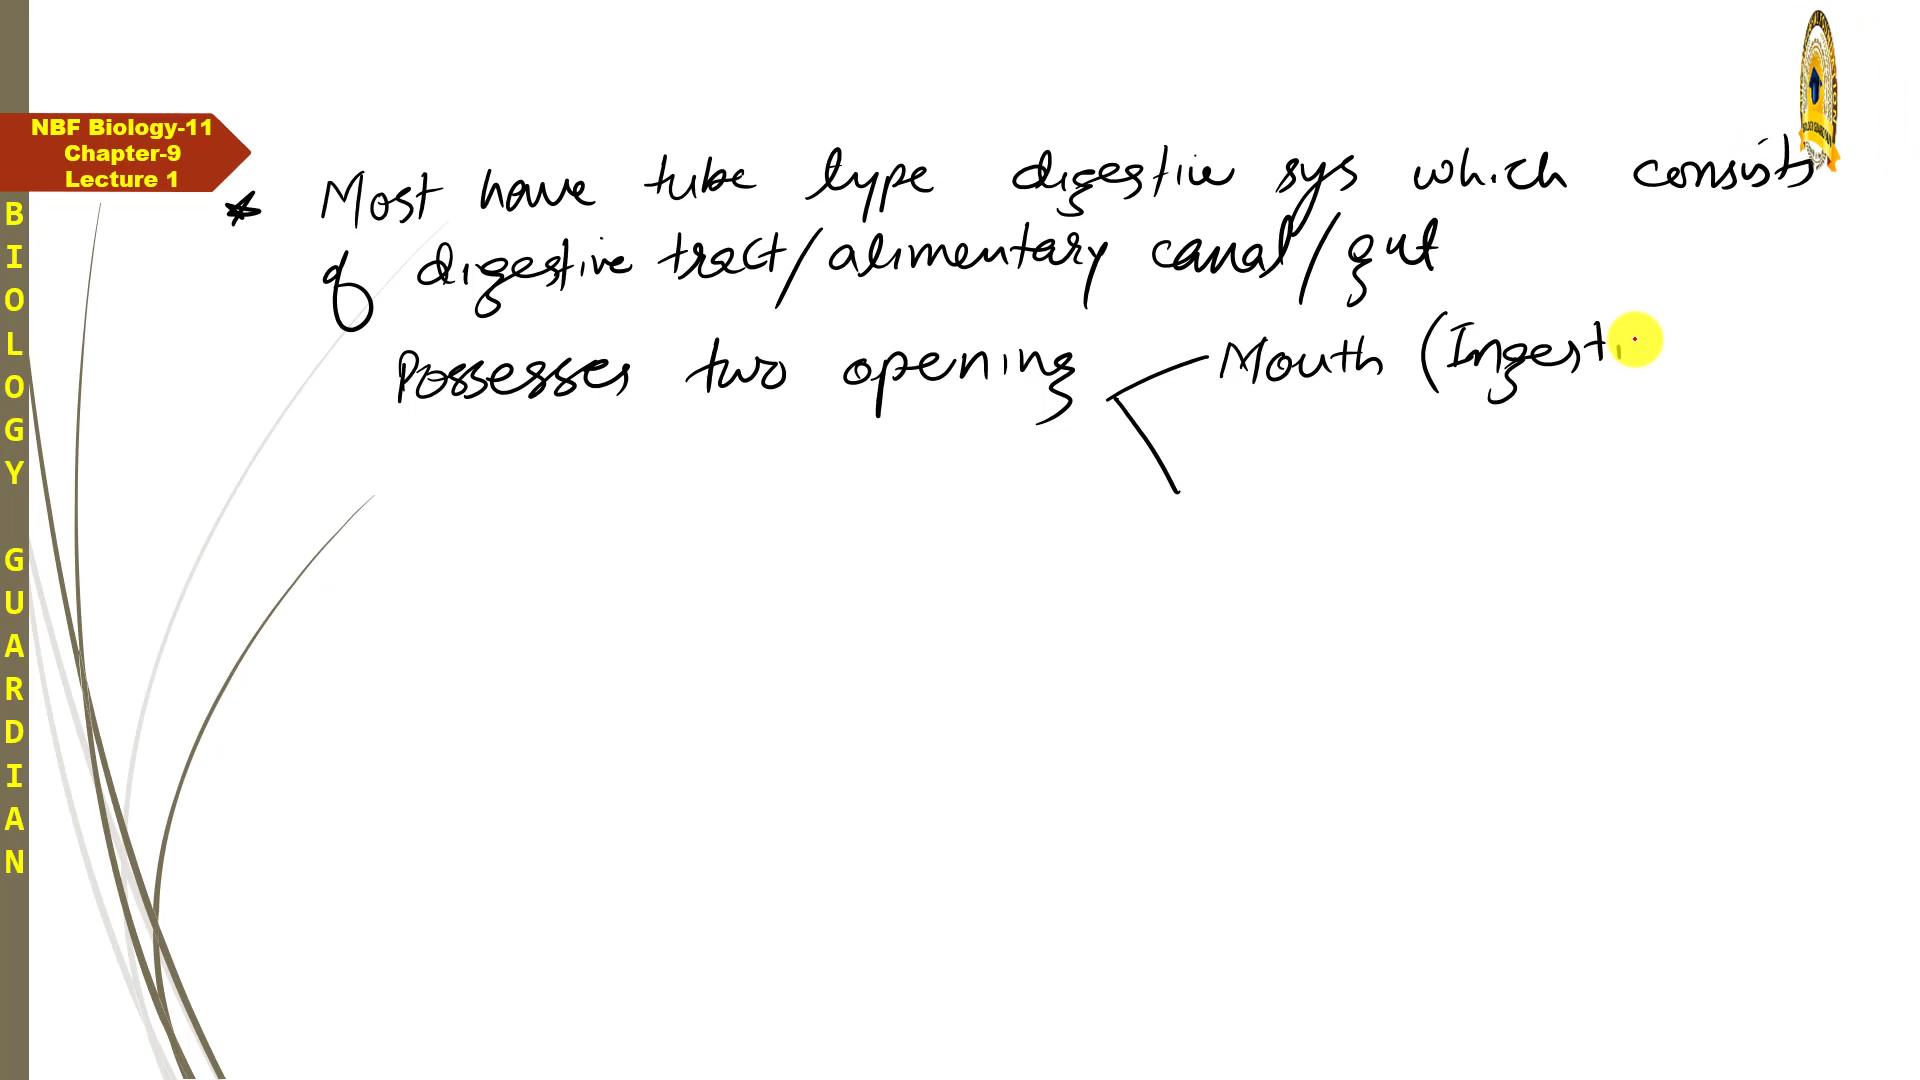 NBF Biology-11
Chapter-9
Lecture 1
BIOLOGY GUARDIAN
* Most have tube type digestive sys which consists
of digestive tract/alimentary canal/gut
Possesses two opening
Mouth (Ingesti